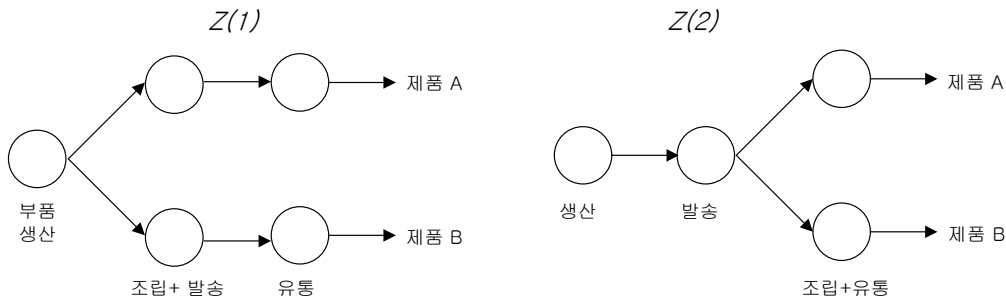 Z(1)
제품 A
부품
생산
제품 B
조립+ 발송
유통
Z(2)
제품 A
생산
발송
제품 B
조립+유통